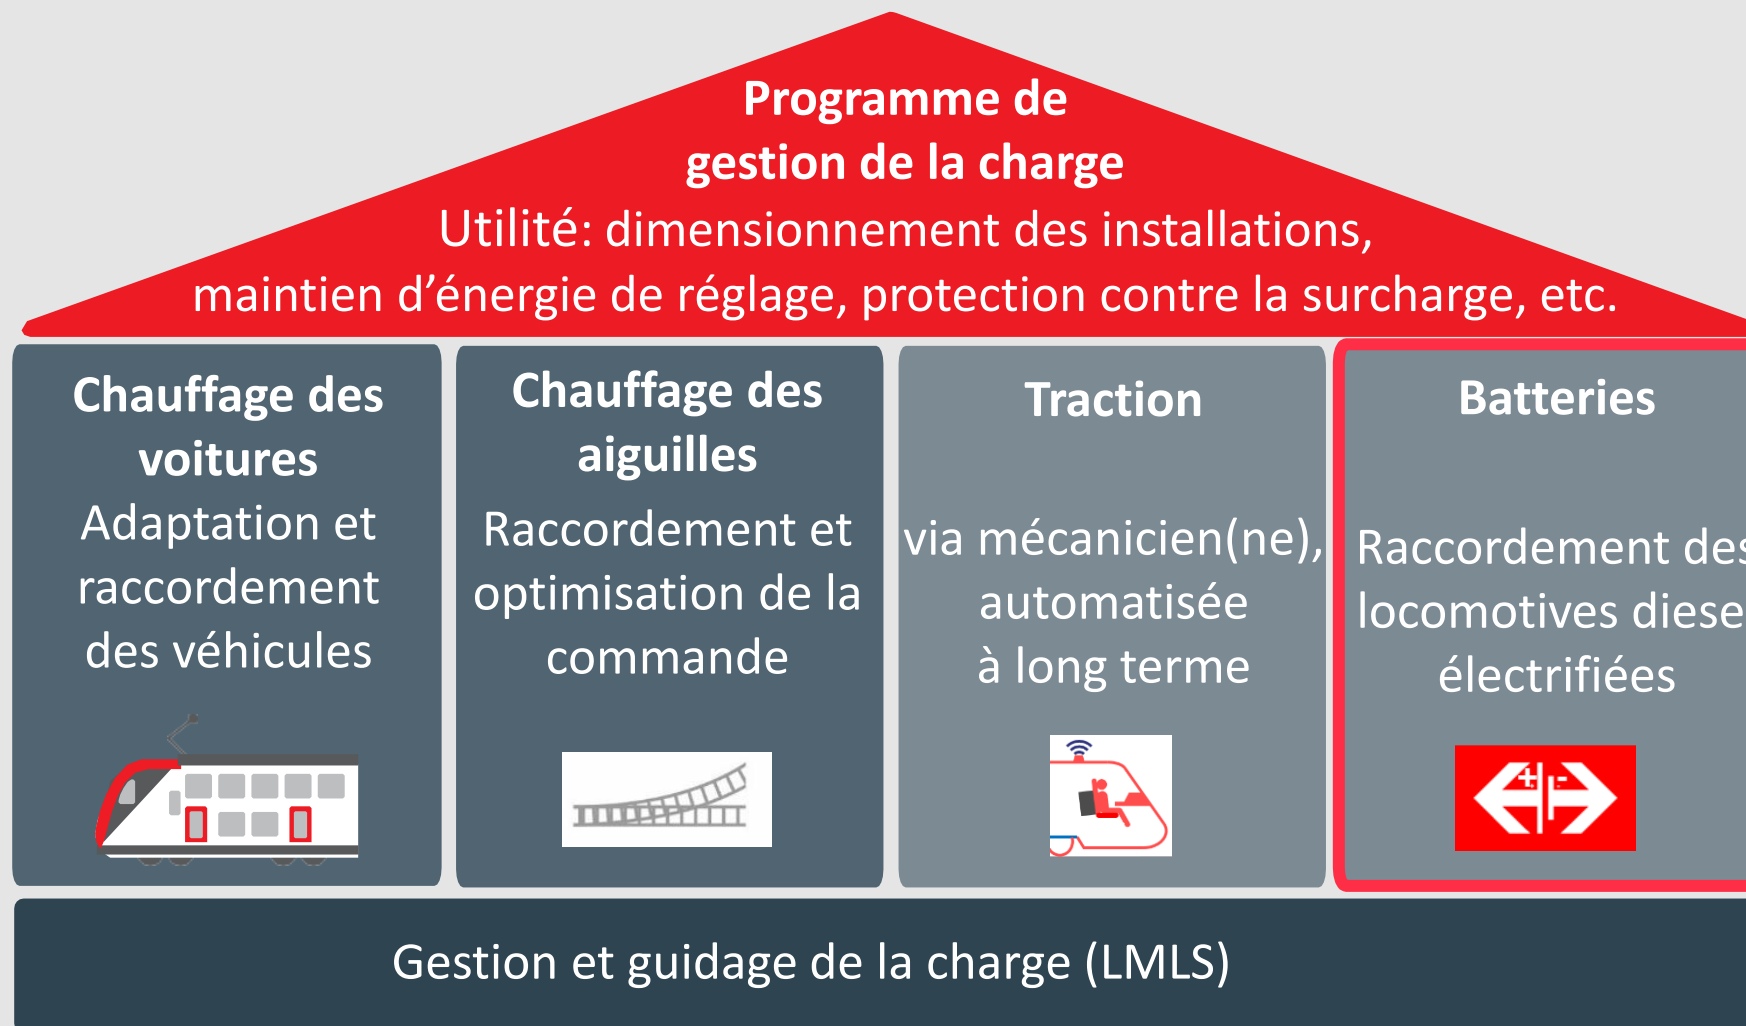 Programme de
gestion de la charge
Utilité: dimensionnement des installations,
maintien d’énergie de réglage, protection contre la surcharge, etc.
Chauffage des
voitures
Adaptation et
raccordement
des véhicules
Chauffage des
aiguilles
Raccordement et
optimisation de la
commande
Traction
via mécanicien(ne),
automatisée
à long terme
Batteries
Raccordement des
locomotives diese
électrifiées
Gestion et guidage de la charge (LMLS)